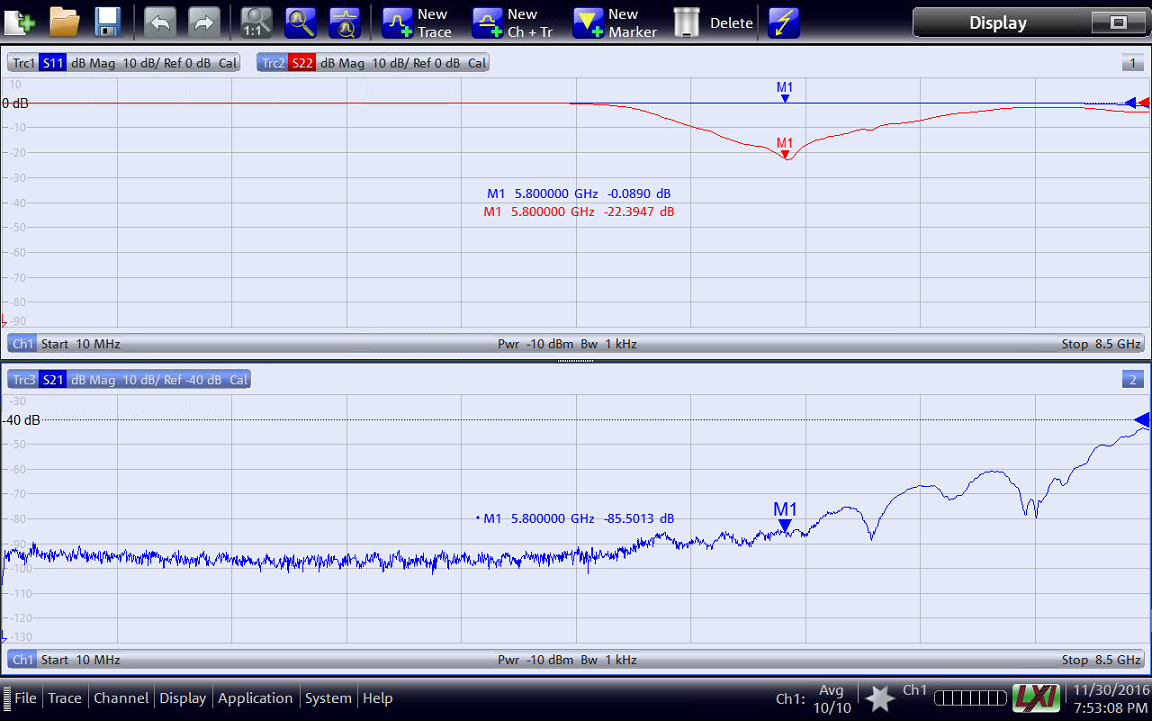 1:1 New Trace New Ch + Tr New Marker Delete Display
Trc1 S11 dB Mag 10 dB/ Ref 0 dB Cal Trc2 S22 dB Mag 10 dB/ Ref 0 dB Cal 1
10
0 dB
-10
-20
-30
-40
-50
-60
-70
-80
-90
M1
M1
M1 5.800000 GHz -0.0890 dB
M1 5.800000 GHz -22.3947 dB
Ch1 Start 10 MHz Pwr -10 dBm Bw 1 kHz Stop 8.5 GHz
Trc3 S21 dB Mag 10 dB/ Ref -40 dB Cal 2
-30
-40 dB
-50
-60
-70
-80
-90
-100
-110
-120
-130
M1
• M1 5.800000 GHz -85.5013 dB
Ch1 Start 10 MHz Pwr -10 dBm Bw 1 kHz Stop 8.5 GHz
File Trace Channel Display Application System Help Ch1: Avg 10/10 Ch1 LXI 11/30/2016
7:53:08 PM